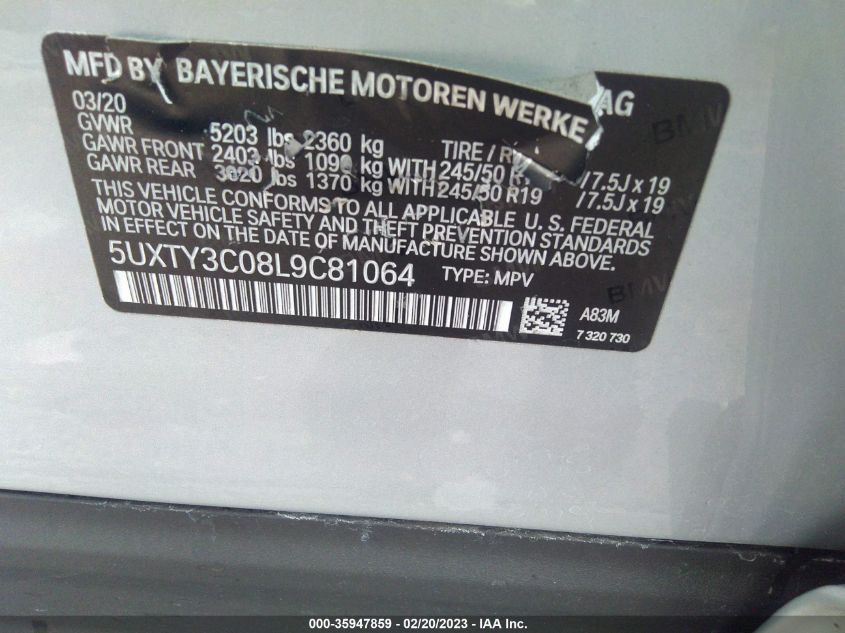 MFD BY BAYERISCHE MOTOREN WERKE AG
03/20
GVWR 5203 lbs 2360 kg TIRE /
GAWR FRONT 2403 lbs 109 kg WITH 245/50 R /7.5J x 19
GAWR REAR 3020 lbs 1370 kg WITH 245/50 R19 /7.5J x 19
THIS VEHICLE CONFORMS TO ALL APPLICABLE U. S. FEDERAL
MOTOR VEHICLE SAFETY AND THEFT PREVENTION STANDARDS
IN EFFECT ON THE DATE OF MANUFACTURE SHOWN ABOVE.
5UXTY3C08L9C81064 TYPE: MPV
A83M
7 320 730
000-35947859 - 02/20/2023 - IAAI.com.